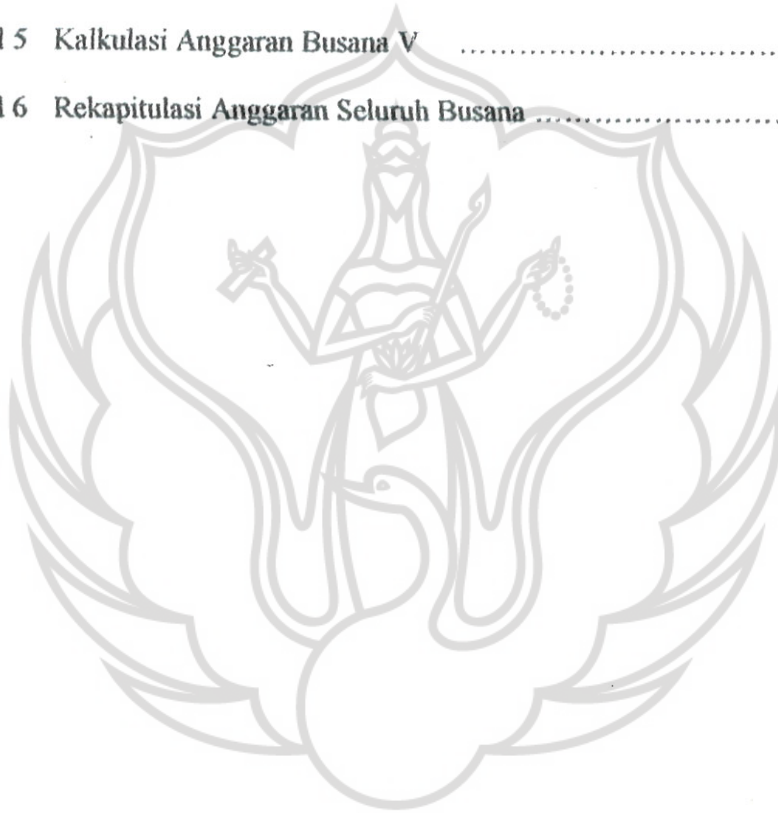 l 5 Kalkulasi Anggaran Busana V ................................
l 6 Rekapitulasi Anggaran Seluruh Busana .........................